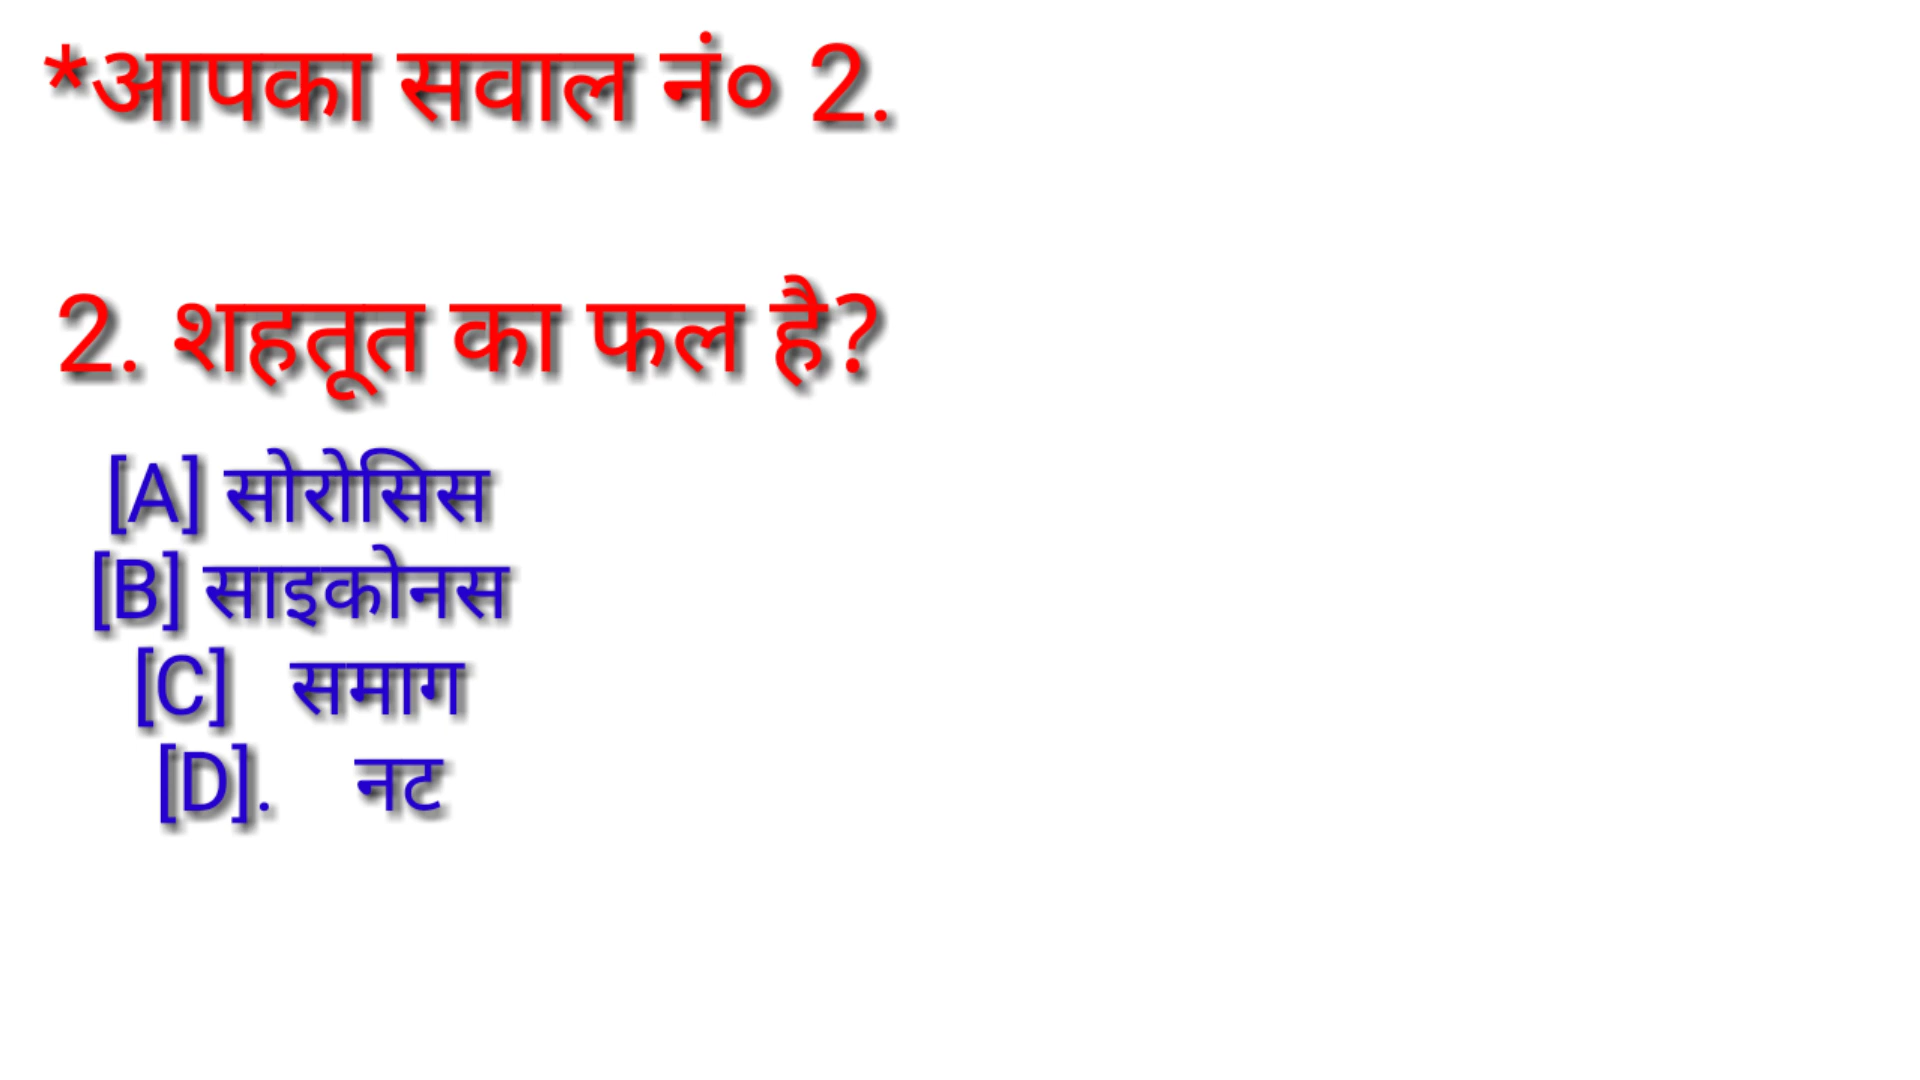 *आपका सवाल नं० 2.
2. शहतूत का फल है?
[A] सोरोसिस
[B] साइकोनस
[C] समाग
[D]. नट